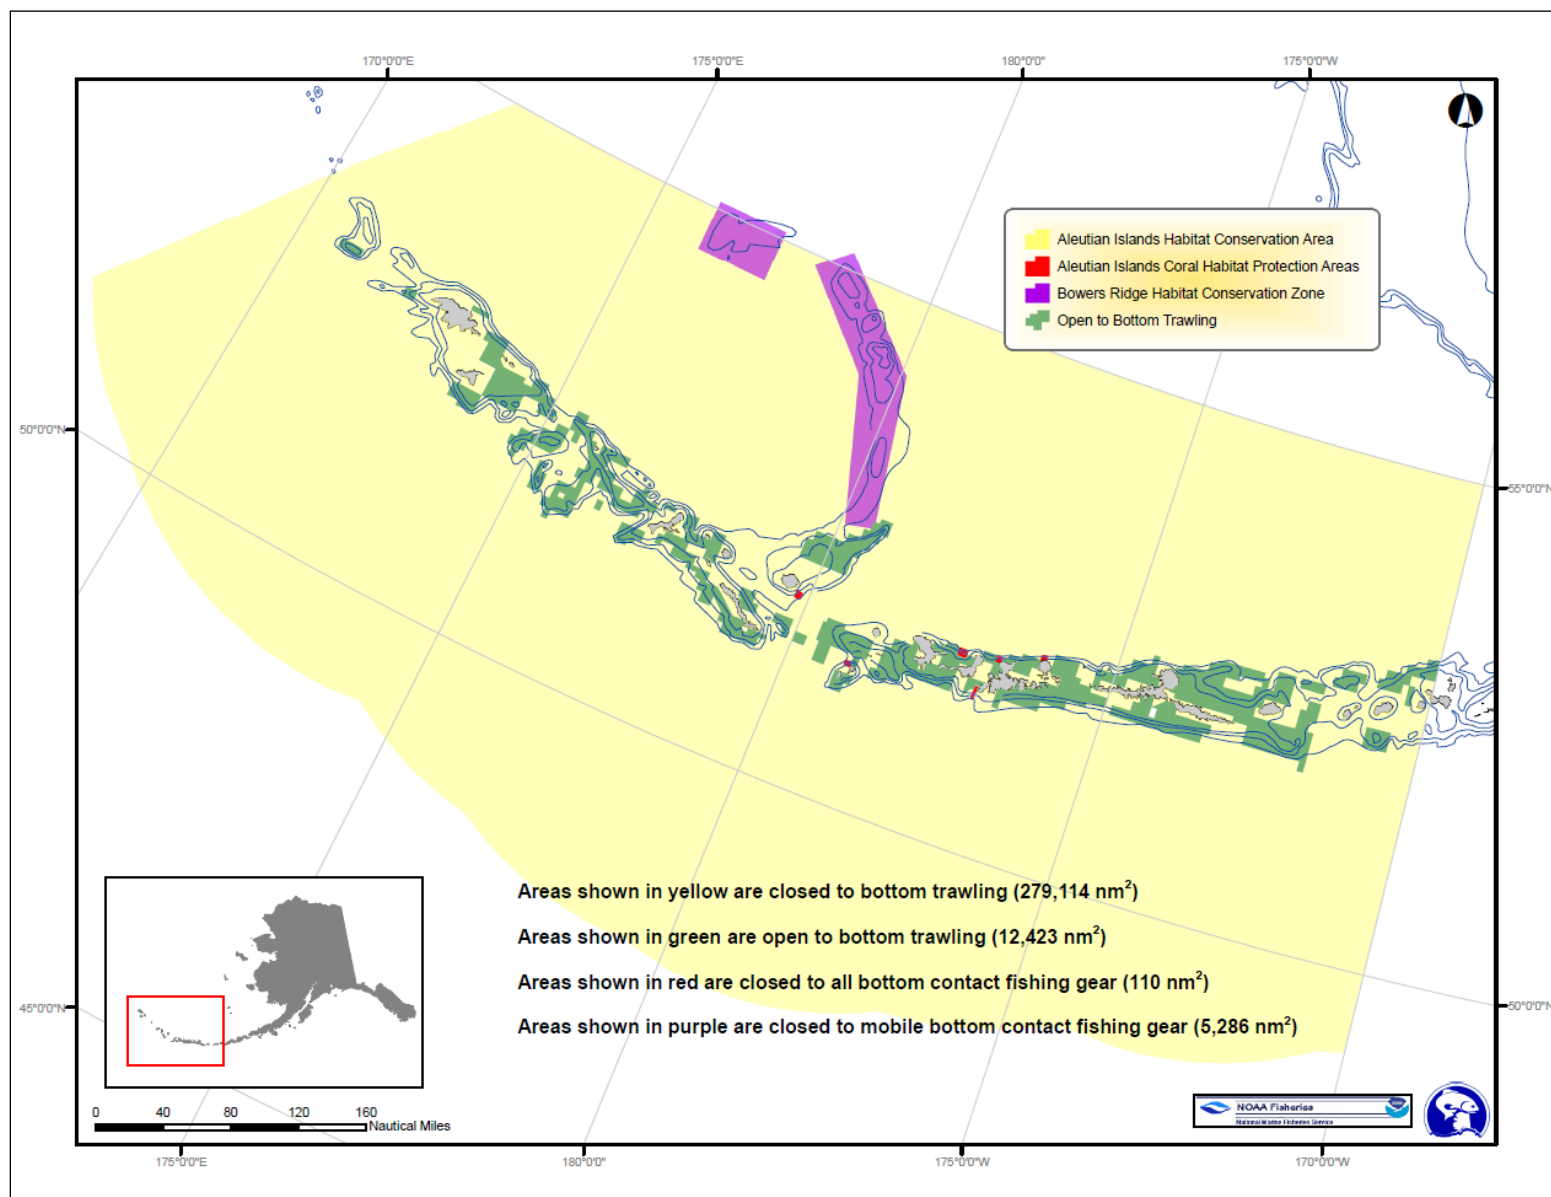 170°0'0"E 175°0'0"E 180°0'0" 175°0'0"W
Aleutian Islands Habitat Conservation Area
Aleutian Islands Coral Habitat Protection Areas
Bowers Ridge Habitat Conservation Zone
Open to Bottom Trawling
50°0'0"N
55°0'0"N
Areas shown in yellow are closed to bottom trawling (279,114 nm²)
Areas shown in green are open to bottom trawling (12,423 nm²)
Areas shown in red are closed to all bottom contact fishing gear (110 nm²)
45°0'0"N
50°0'0"N
Areas shown in purple are closed to mobile bottom contact fishing gear (5,286 nm²)
0 40 80 120 160
Nautical Miles
NOAA Fisheries
National Marine Fisheries Service
175°0'0"E 180°0'0" 175°0'0"W 170°0'0"W